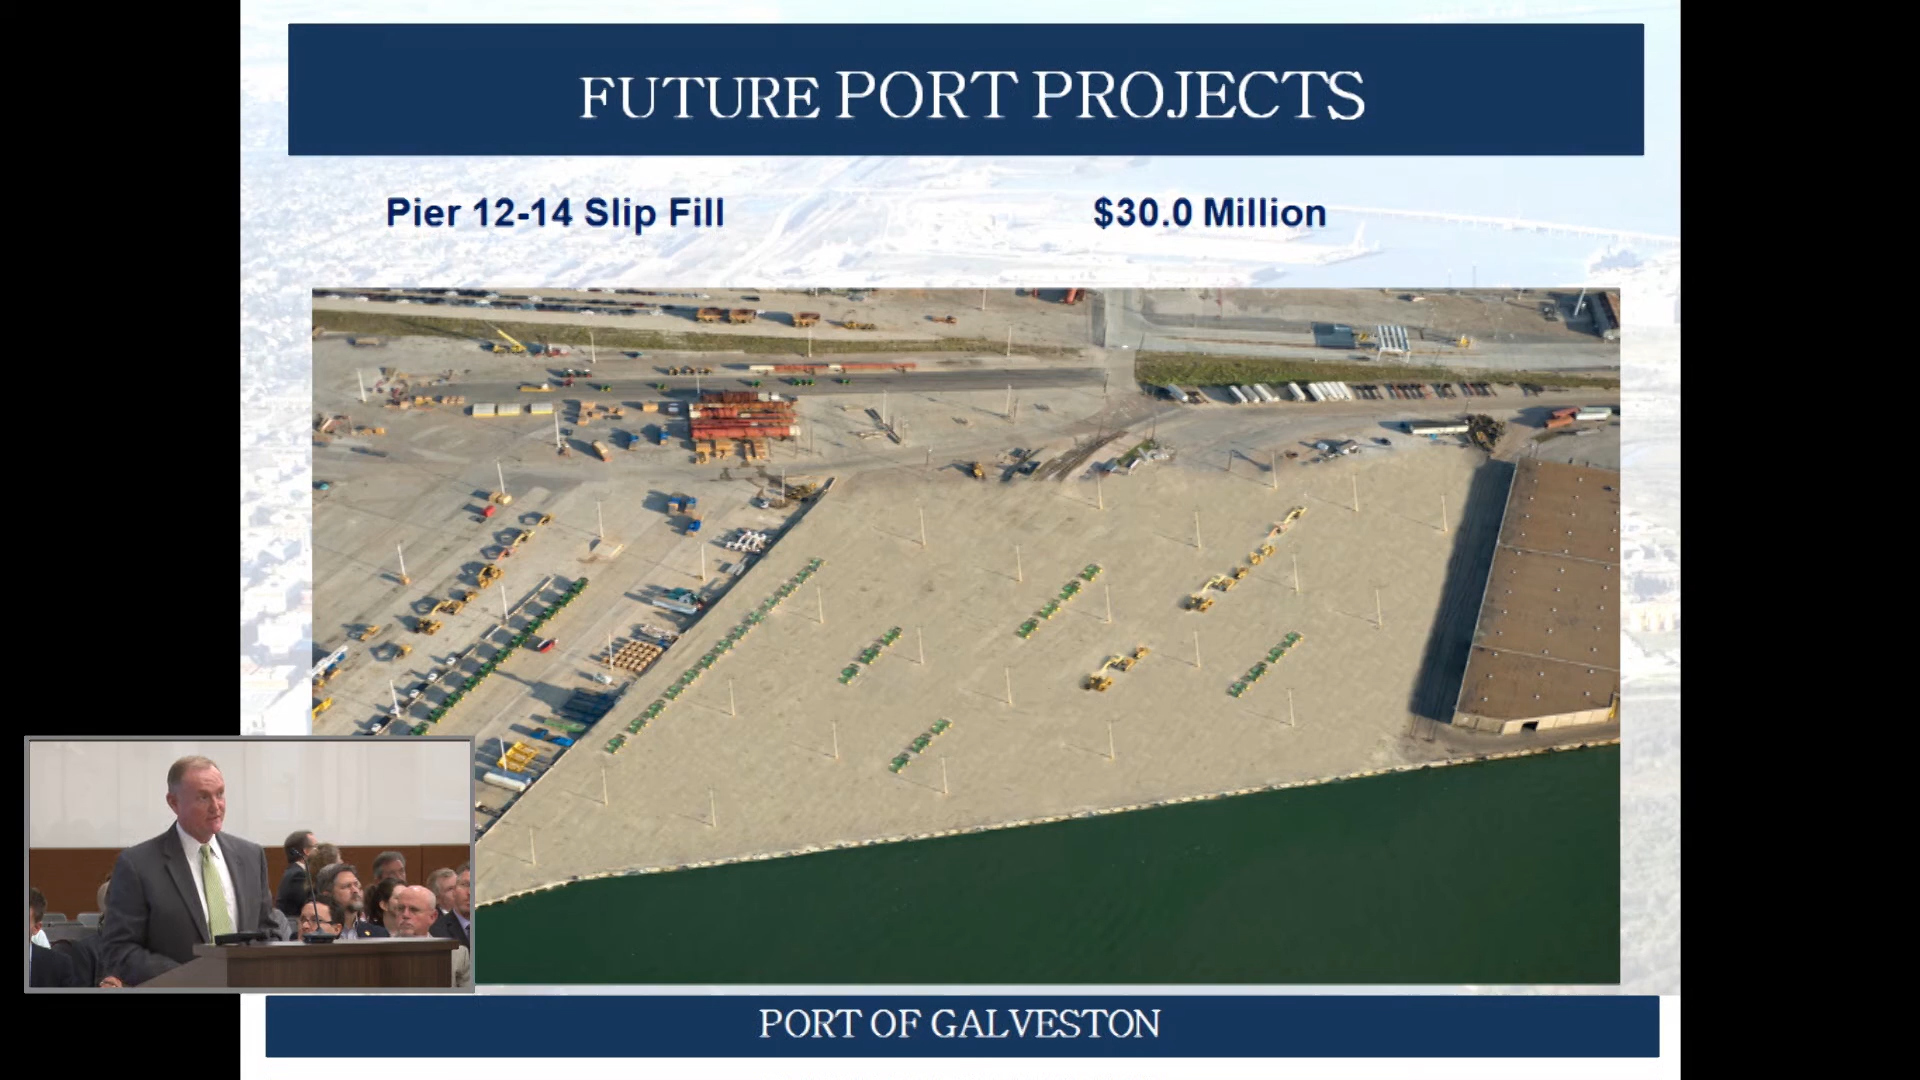 FUTURE PORT PROJECTS
Pier 12-14 Slip Fill
$30.0 Million
PORT OF GALVESTON